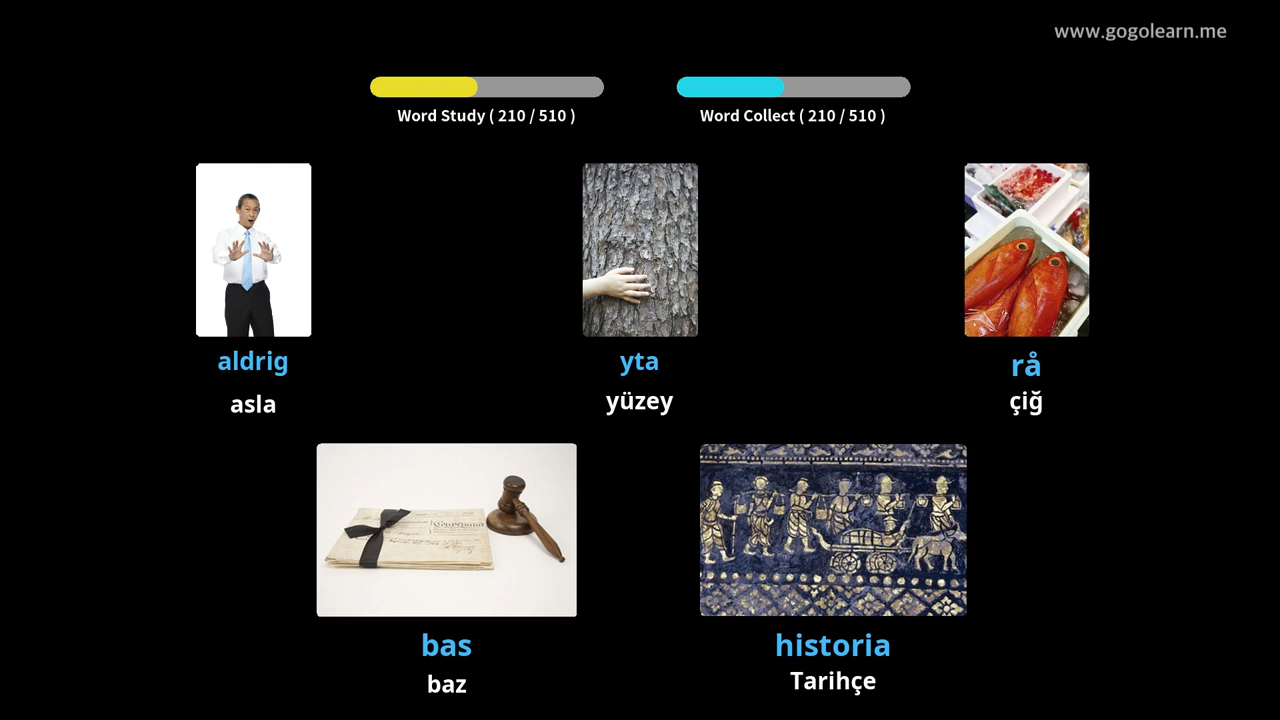 www.gogolearn.me
Word Study ( 210 / 510 )
Word Collect ( 210 / 510 )
aldrig
asla
yta
yüzey
rå
çiğ
bas
baz
historia
Tarihçe